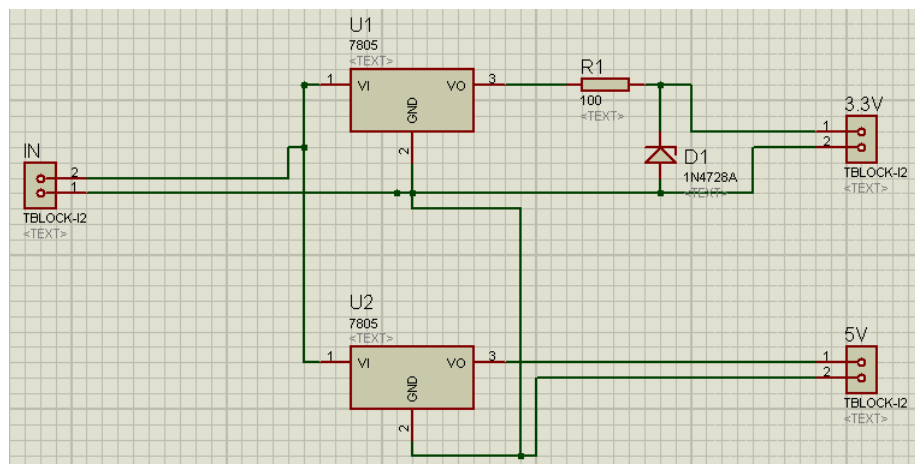 U1
7805
<TEXT>
1
VI
VO
3
GND
2
R1
100
<TEXT>
D1
1N4728A
<TEXT>
3.3V
1
2
TBLOCK-I2
<TEXT>
IN
2
1
TBLOCK-I2
<TEXT>
U2
7805
<TEXT>
1
VI
VO
3
GND
2
5V
1
2
TBLOCK-I2
<TEXT>